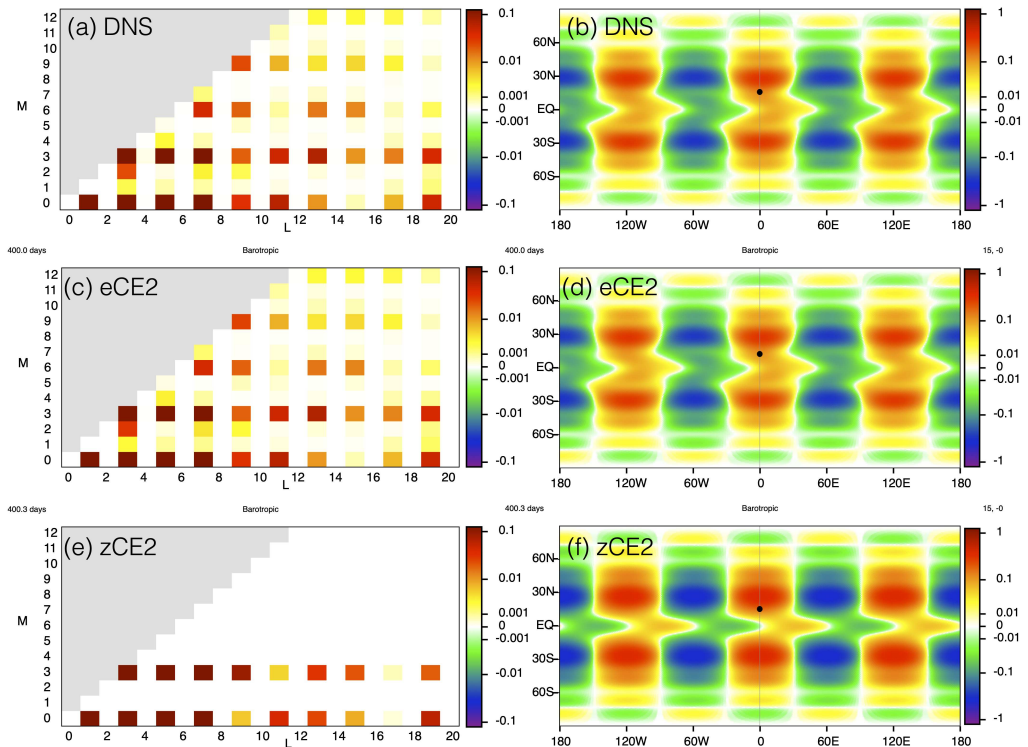 (a) DNS
12
11
10
9
7
6
5
4
3
2
1
0
M
0 2 4 6 8 10 12 14 16 18 20
L
0.1
0.01
0.001
0
-0.001
-0.01
-0.1
(b) DNS
60N
30N
EQ
30S
60S
180 120W 60W 0 60E 120E 180
1
0.1
0.01
0
-0.01
-0.1
-1
400.0 days Barotropic
(c) eCE2
12
11
10
9
7
6
5
4
3
2
1
0
M
0 2 4 6 8 10 12 14 16 18 20
L
0.1
0.01
0.001
0
-0.001
-0.01
-0.1
400.0 days Barotropic 15, -0
(d) eCE2
60N
30N
EQ
30S
60S
180 120W 60W 0 60E 120E 180
1
0.1
0.01
0
-0.01
-0.1
-1
400.3 days Barotropic
(e) zCE2
12
11
10
9
8
7
6
5
4
3
2
1
0
M
0 2 4 6 8 10 12 14 16 18 20
L
0.1
0.01
0.001
0
-0.001
-0.01
-0.1
400.3 days Barotropic 15, -0
(f) zCE2
60N
30N
EQ
30S
60S
180 120W 60W 0 60E 120E 180
1
0.1
0.01
0
-0.01
-0.1
-1